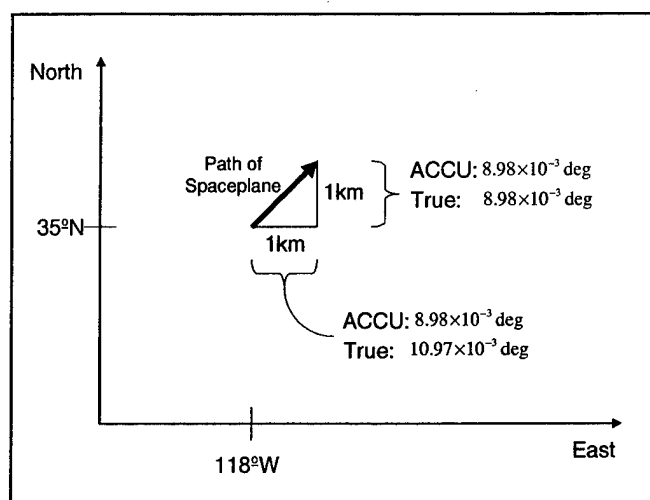 North
Path of
Spaceplane
ACCU: 8.98×10⁻³ deg
True: 8.98×10⁻³ deg
1km
35ºN
1km
ACCU: 8.98×10⁻³ deg
True: 10.97×10⁻³ deg
East
118ºW